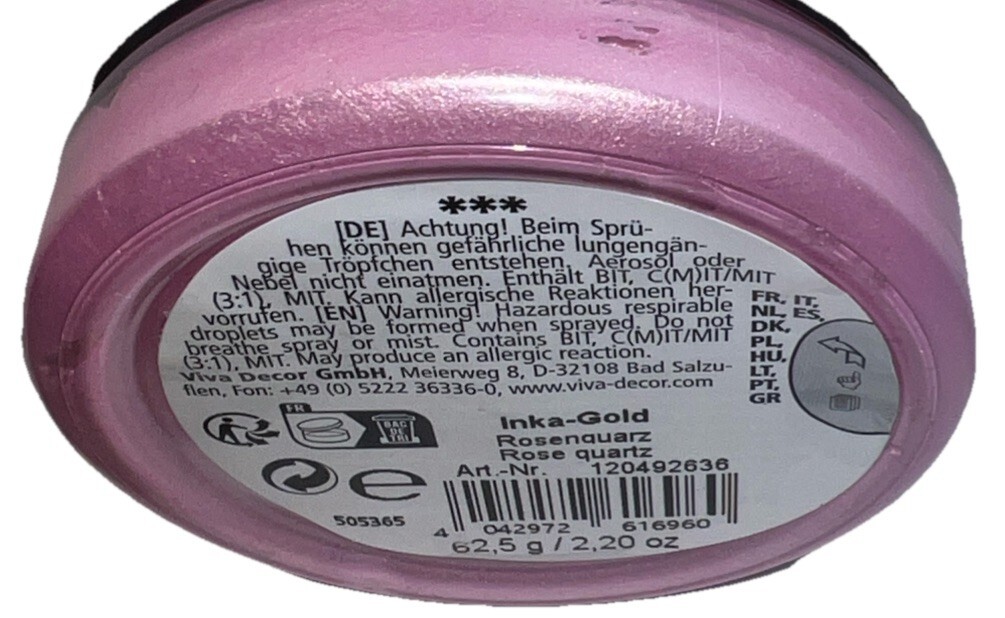 ***
[DE] Achtung! Beim Sprü-
hen können gefährliche lungengän-
gige Tröpfchen entstehen. Aerosol oder
Nebel nicht einatmen. Enthält BIT, C(M)IT/MIT
(3:1), MIT. Kann allergische Reaktionen her-
vorrufen. [EN] Warning! Hazardous respirable
droplets may be formed when sprayed. Do not
breathe spray or mist. Contains BIT, C(M)IT/MIT
(3:1), MIT. May produce an allergic reaction.
Viva Decor GmbH, Meierweg 8, D-32108 Bad Salzu-
flen, Fon: +49 (0) 5222 36336-0, www.viva-decor.com
FR, IT,
NL, ES,
DK,
PL,
HU,
LT,
PT,
GR
FR
BAC
DE
TRI
e
505365
Inka-Gold
Rosenquarz
Rose quartz
Art.-Nr. 120492636
4 042972 616960
62,5 g / 2,20 oz